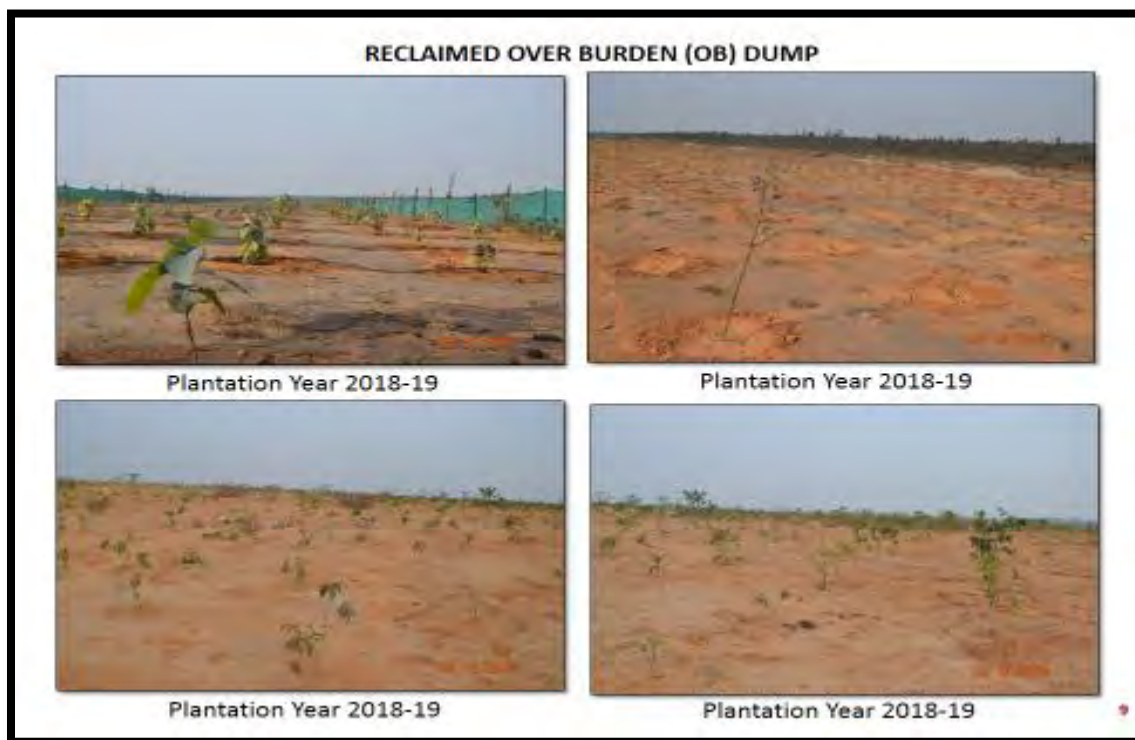 RECLAIMED OVER BURDEN (OB) DUMP
Plantation Year 2018-19
Plantation Year 2018-19
Plantation Year 2018-19
Plantation Year 2018-19
9